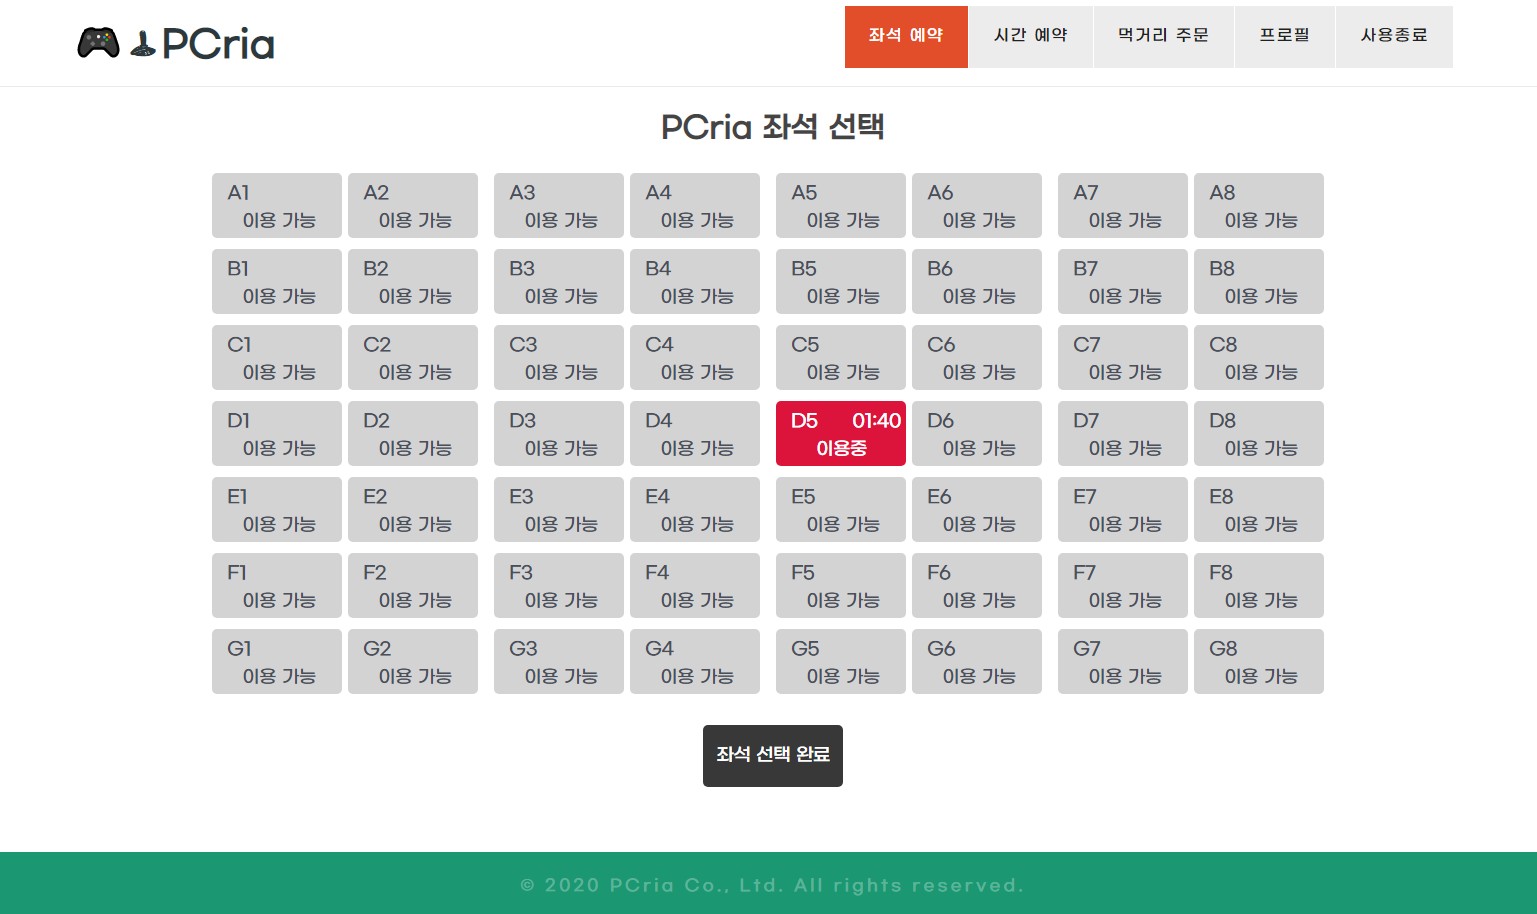 PCria
좌석 예약 시간 예약 먹거리 주문 프로필 사용종료
PCria 좌석 선택
A1 A2 A3 A4 A5 A6 A7 A8
이용 가능 이용 가능 이용 가능 이용 가능 이용 가능 이용 가능 이용 가능 이용 가능
B1 B2 B3 B4 B5 B6 B7 B8
이용 가능 이용 가능 이용 가능 이용 가능 이용 가능 이용 가능 이용 가능 이용 가능
C1 C2 C3 C4 C5 C6 C7 C8
이용 가능 이용 가능 이용 가능 이용 가능 이용 가능 이용 가능 이용 가능 이용 가능
D1 D2 D3 D4 D5 01:40 D6 D7 D8
이용 가능 이용 가능 이용 가능 이용 가능 이용중 이용 가능 이용 가능 이용 가능
E1 E2 E3 E4 E5 E6 E7 E8
이용 가능 이용 가능 이용 가능 이용 가능 이용 가능 이용 가능 이용 가능 이용 가능
F1 F2 F3 F4 F5 F6 F7 F8
이용 가능 이용 가능 이용 가능 이용 가능 이용 가능 이용 가능 이용 가능 이용 가능
G1 G2 G3 G4 G5 G6 G7 G8
이용 가능 이용 가능 이용 가능 이용 가능 이용 가능 이용 가능 이용 가능 이용 가능
좌석 선택 완료
© 2020 PCria Co., Ltd. All rights reserved.